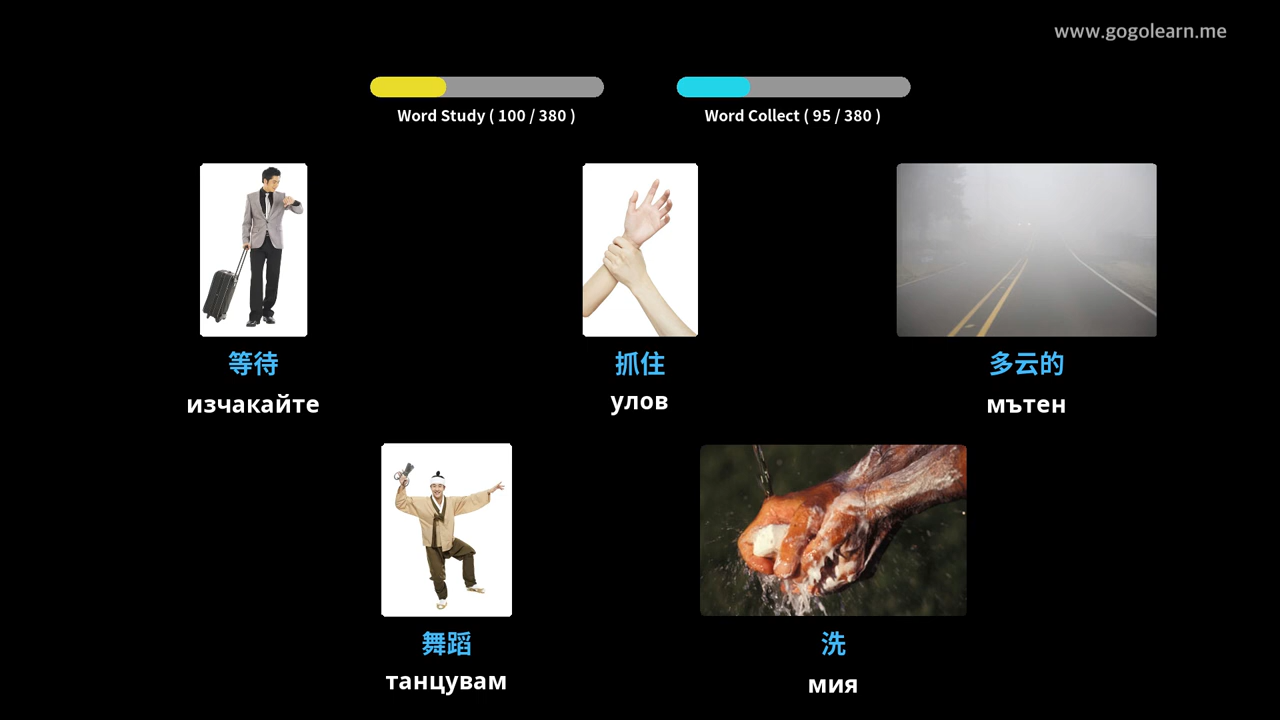 www.gogolearn.me
Word Study ( 100 / 380 )
Word Collect ( 95 / 380 )
等待
изчакайте
抓住
улов
多云的
мътен
舞蹈
танцувам
洗
мия